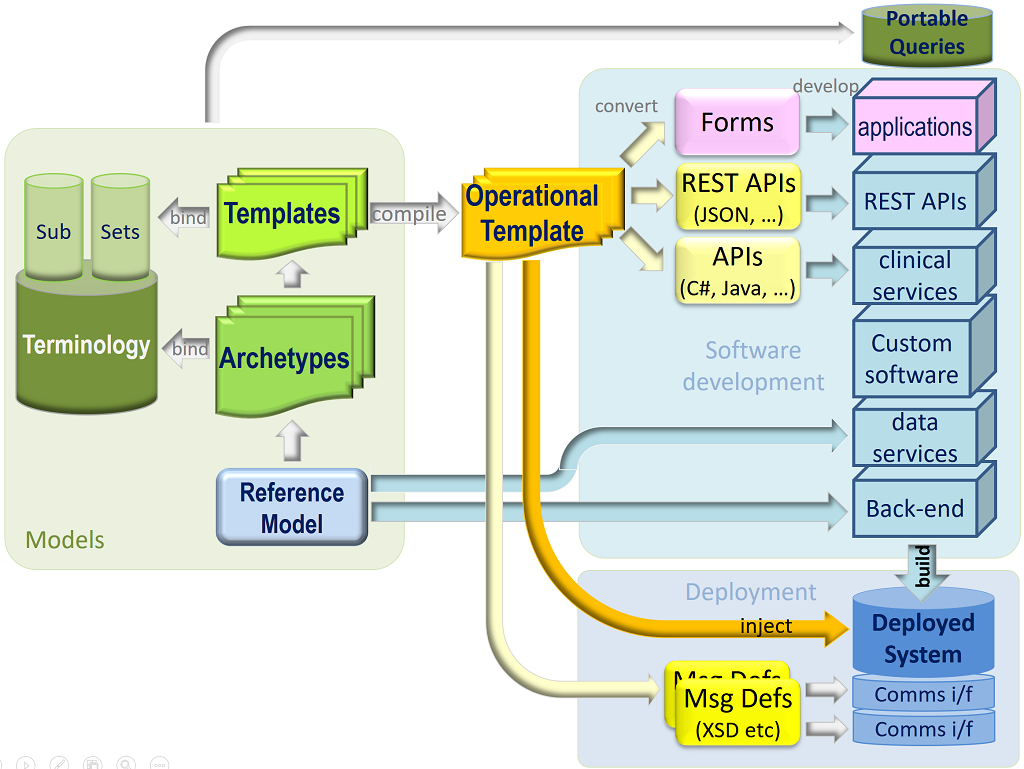 Portable
Queries
convert
develop
Forms
applications
Sub
Sets
bind
Templates
compile
Operational
Template
REST APIs
(JSON, ...)
REST APIs
APIs
(C#, Java, ...)
clinical
services
Terminology
bind
Archetypes
Software
development
Custom
software
data
services
Reference
Model
Back-end
Models
build
Deployment
inject
Deployed
System
Msg Defs
Msg Defs
(XSD etc)
Comms i/f
Comms i/f